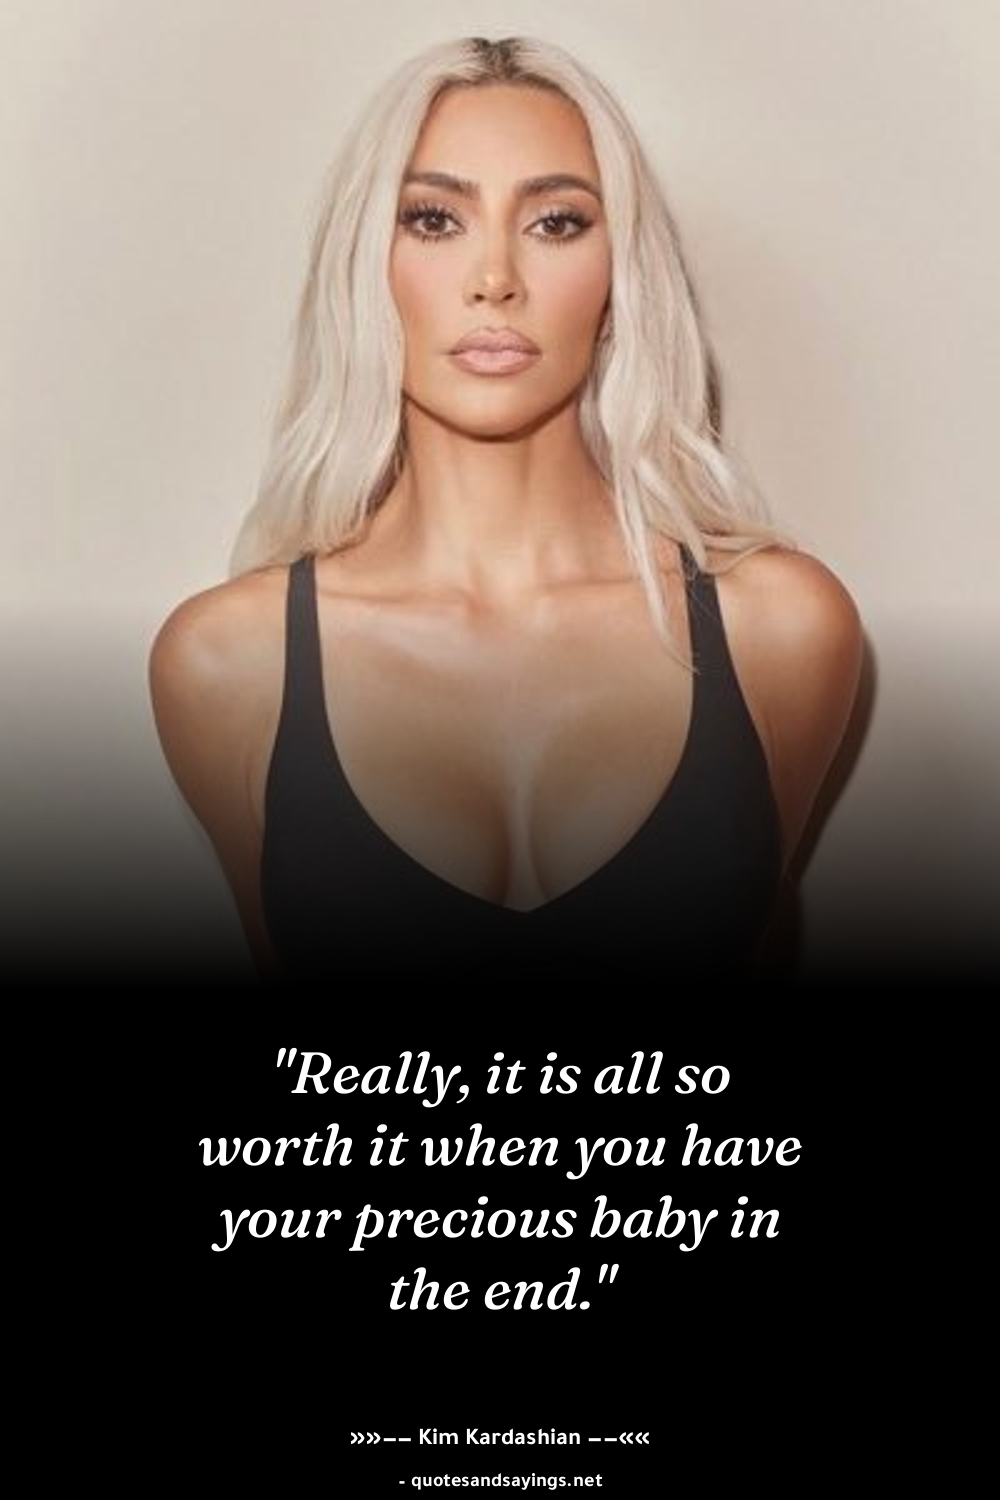 "Really, it is all so
worth it when you have
your precious baby in
the end."
»»–– Kim Kardashian ––««
- quotesandsayings.net